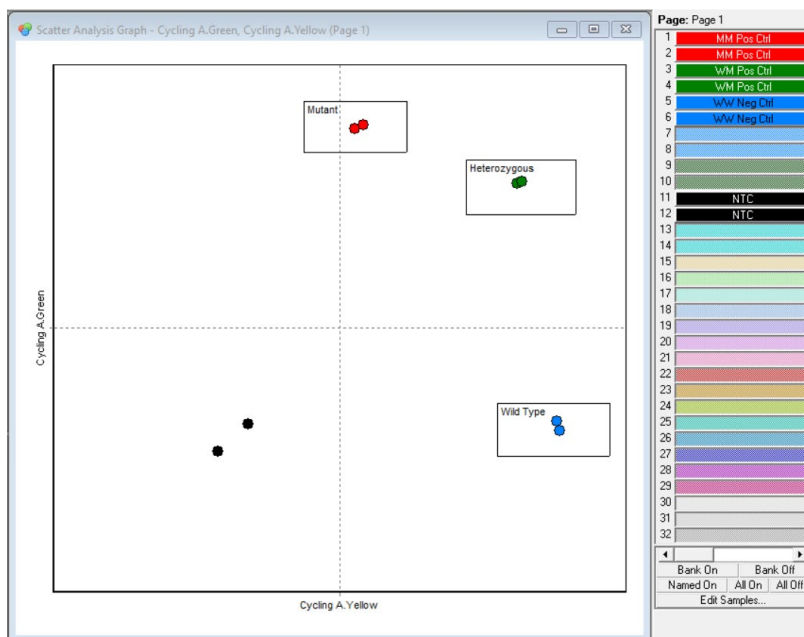 Scatter Analysis Graph - Cycling A.Green, Cycling A.Yellow (Page 1)
Mutant
Heterozygous
Wild Type
Cycling A.Green
Cycling A.Yellow
Page: Page 1
1 MM Pos Ctrl
2 MM Pos Ctrl
3 WM Pos Ctrl
4 WM Pos Ctrl
5 WW Neg Ctrl
6 WW Neg Ctrl
7
8
9
10
11 NTC
12 NTC
13
14
15
16
17
18
19
20
21
22
23
24
25
26
27
28
29
30
31
32
Bank On Bank Off
Named On All On All Off
Edit Samples...